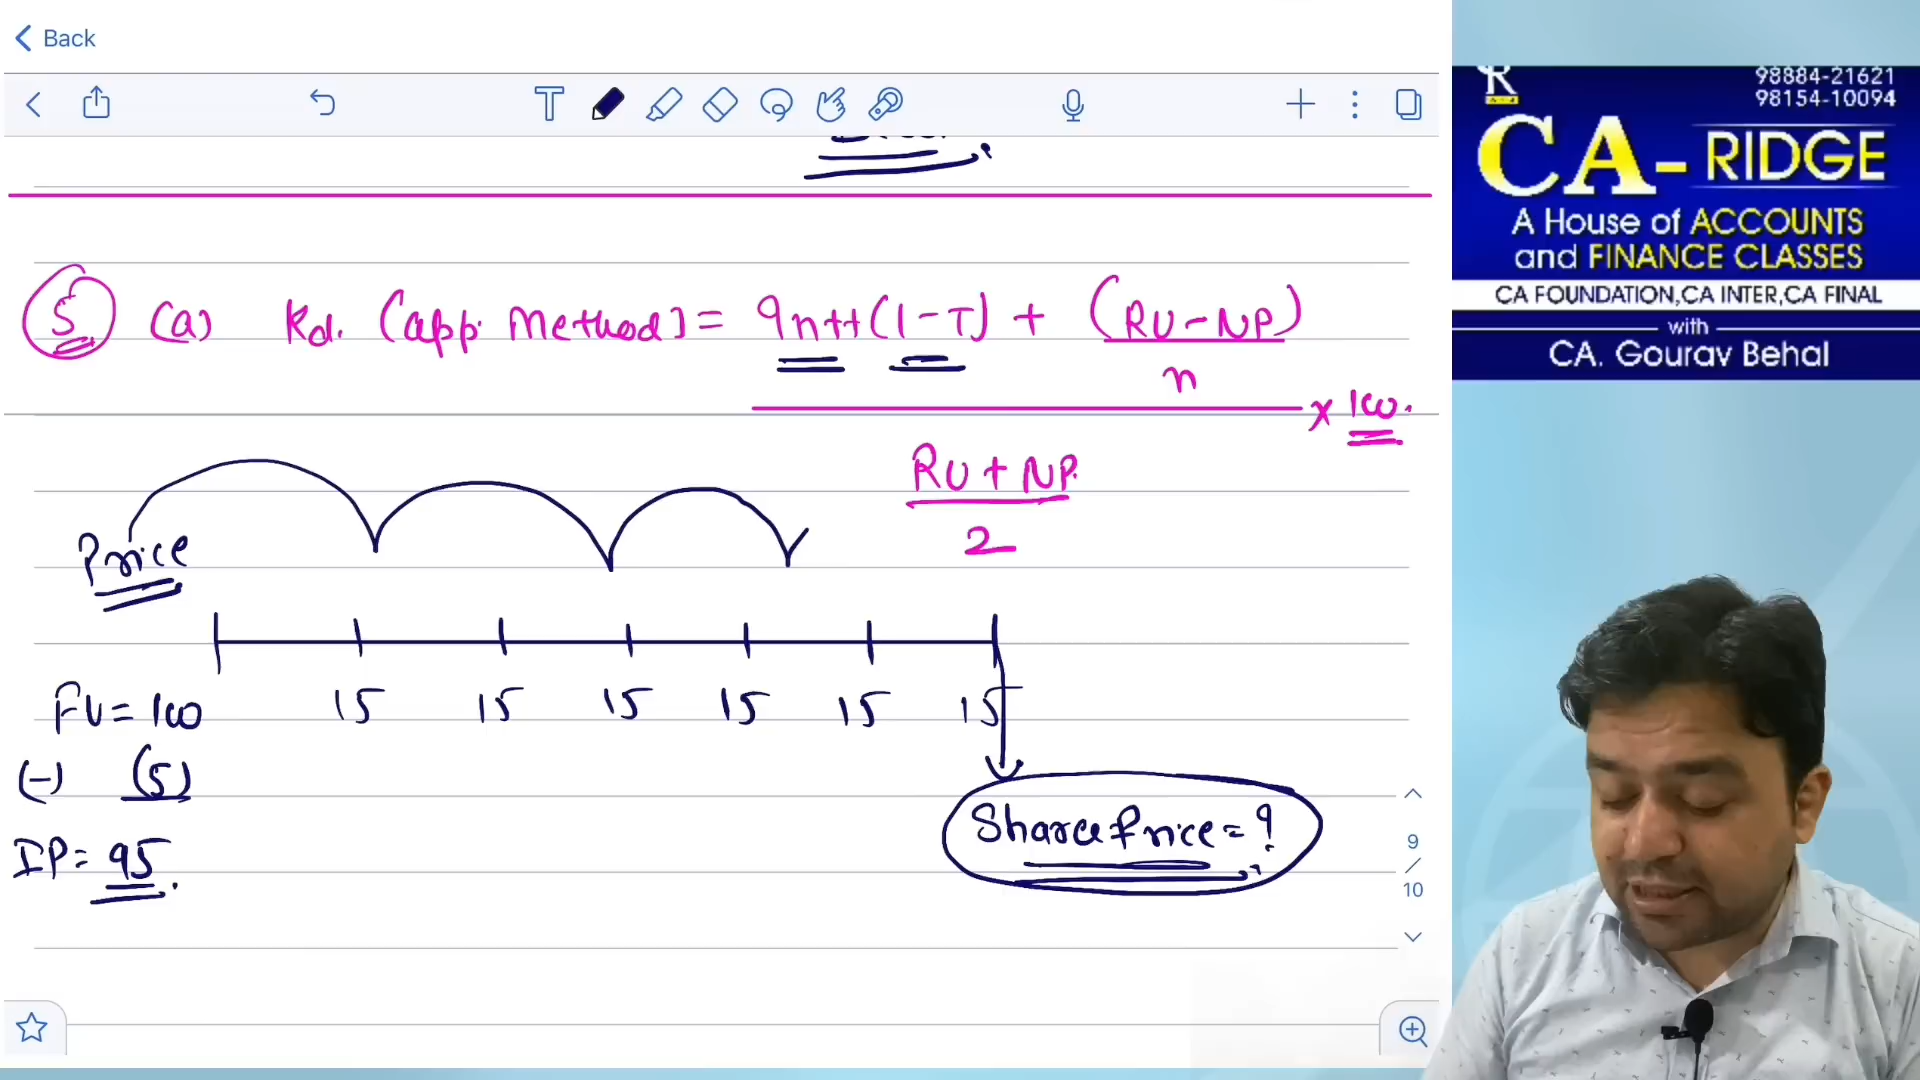 Back
T
5 (a) Kd. (app. Method) = Int (1-T) + (RV-NP)
n
x 100.
RV + NP
2
Price
FV = 100 15 15 15 15 15 15
(-) (5)
Share Price = ?
IP = 95.
9
/
10
98884-21621
98154-10094
CA-RIDGE
A House of ACCOUNTS
and FINANCE CLASSES
CA FOUNDATION,CA INTER,CA FINAL
with
CA. Gourav Behal